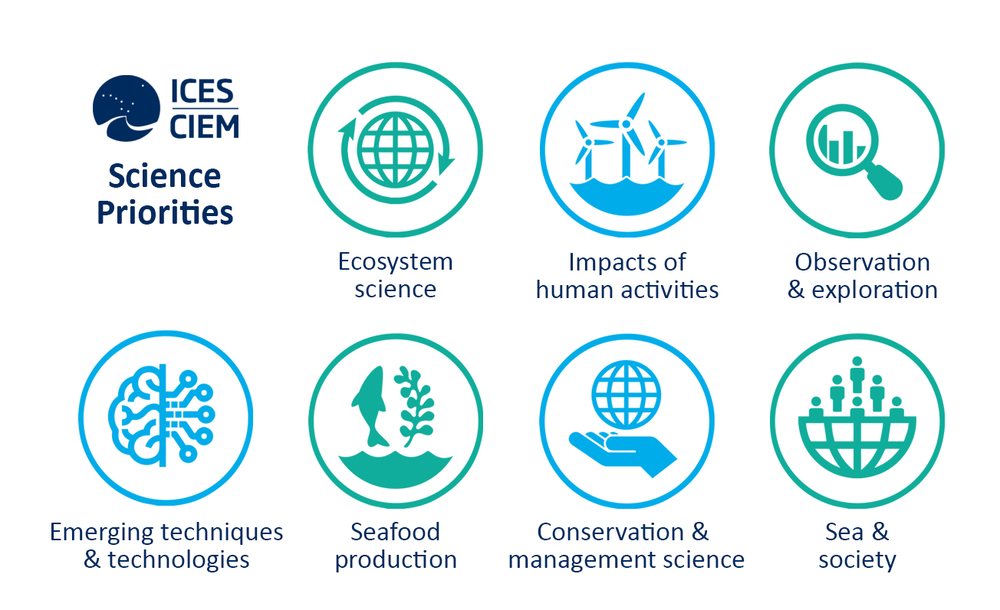 ICES
CIEM
Science
Priorities
Ecosystem
science
Impacts of
human activities
Observation
& exploration
Emerging techniques
& technologies
Seafood
production
Conservation &
management science
Sea &
society